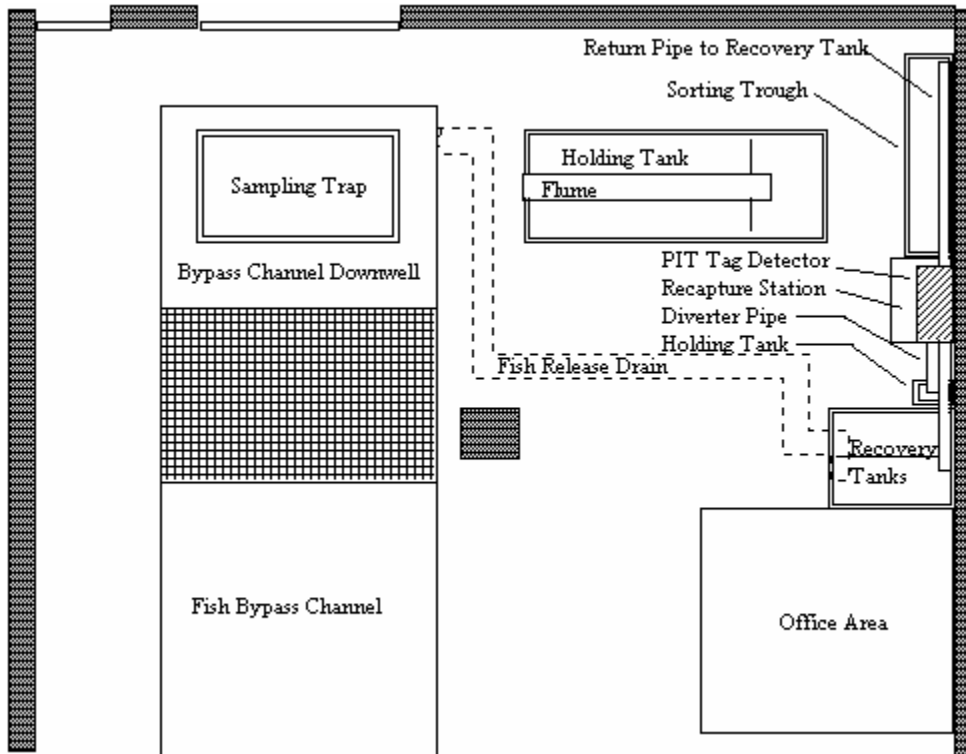 Return Pipe to Recovery Tank
Sorting Trough
Holding Tank
Flume
Sampling Trap
Bypass Channel Downwell
PIT Tag Detector
Recapture Station
Diverter Pipe
Holding Tank
Fish Release Drain
Recovery
Tanks
Fish Bypass Channel
Office Area